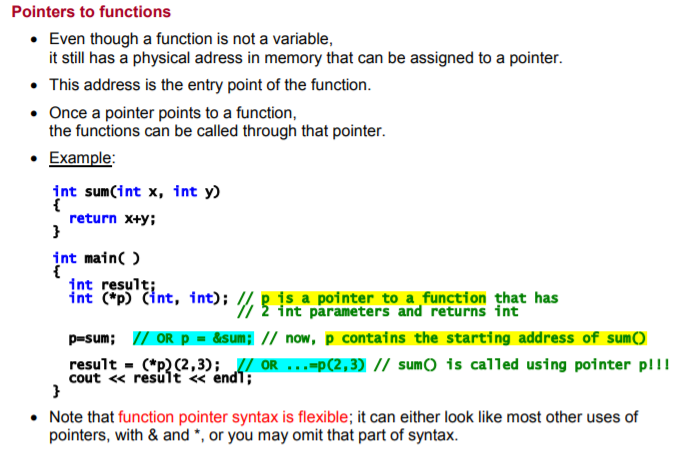 Pointers to functions
• Even though a function is not a variable,
it still has a physical adress in memory that can be assigned to a pointer.
• This address is the entry point of the function.
• Once a pointer points to a function,
the functions can be called through that pointer.
• Example:
int sum(int x, int y)
{
return x+y;
}
int main( )
{
int result;
int (*p) (int, int); // p is a pointer to a function that has
// 2 int parameters and returns int
p=sum; // OR p = &sum; // now, p contains the starting address of sum()
result = (*p)(2,3); // OR ...=p(2,3) // sum() is called using pointer p!!!
cout << result << endl;
}
• Note that function pointer syntax is flexible; it can either look like most other uses of
pointers, with & and *, or you may omit that part of syntax.